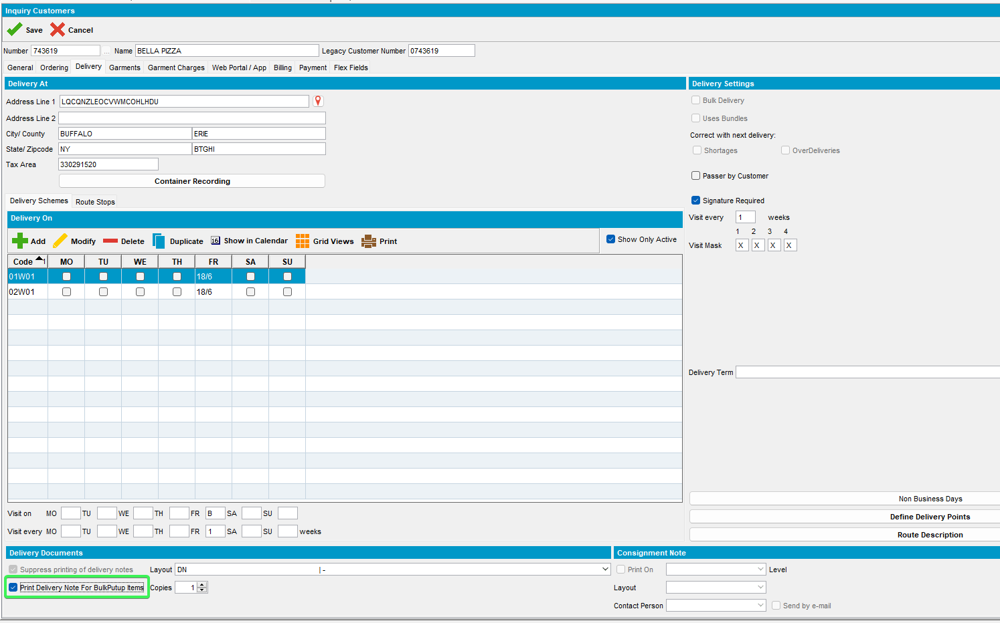 Inquiry Customers
Save Cancel
Number 743619 ... Name BELLA PIZZA Legacy Customer Number 0743619
General Ordering Delivery Garments Garment Charges Web Portal / App Billing Payment Flex Fields
Delivery At
Address Line 1 LQCQNZLEOCVWMCOHLHDU
Address Line 2
City/ County BUFFALO ERIE
State/ Zipcode NY BTGHI
Tax Area 330291520
Container Recording
Delivery Schemes Route Stops
Delivery On
Add Modify Delete Duplicate 16 Show in Calendar Grid Views Print Show Only Active
Code 1 MO TU WE TH FR SA SU
01W01 18/6
02W01 18/6
Visit on MO TU WE TH FR B SA SU
Visit every MO TU WE TH FR 1 SA SU weeks
Delivery Settings
Bulk Delivery
Uses Bundles
Correct with next delivery:
Shortages OverDeliveries
Passer by Customer
Signature Required
Visit every 1 weeks
1 2 3 4
Visit Mask X X X X
Delivery Term
Non Business Days
Define Delivery Points
Route Description
Delivery Documents
Suppress printing of delivery notes Layout DN | -
Print Delivery Note For BulkPutup Items Copies 1
Consignment Note
Print On Level
Layout
Contact Person Send by e-mail